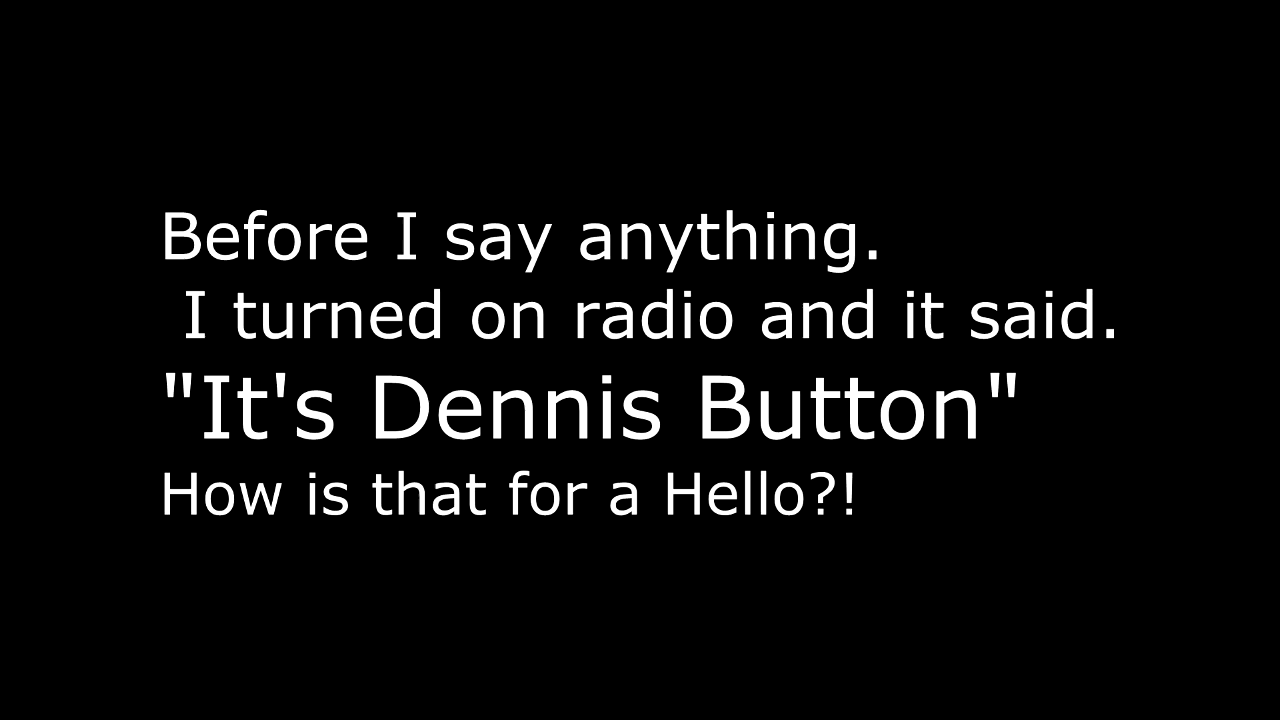 Before I say anything.
I turned on radio and it said.
"It's Dennis Button"
How is that for a Hello?!